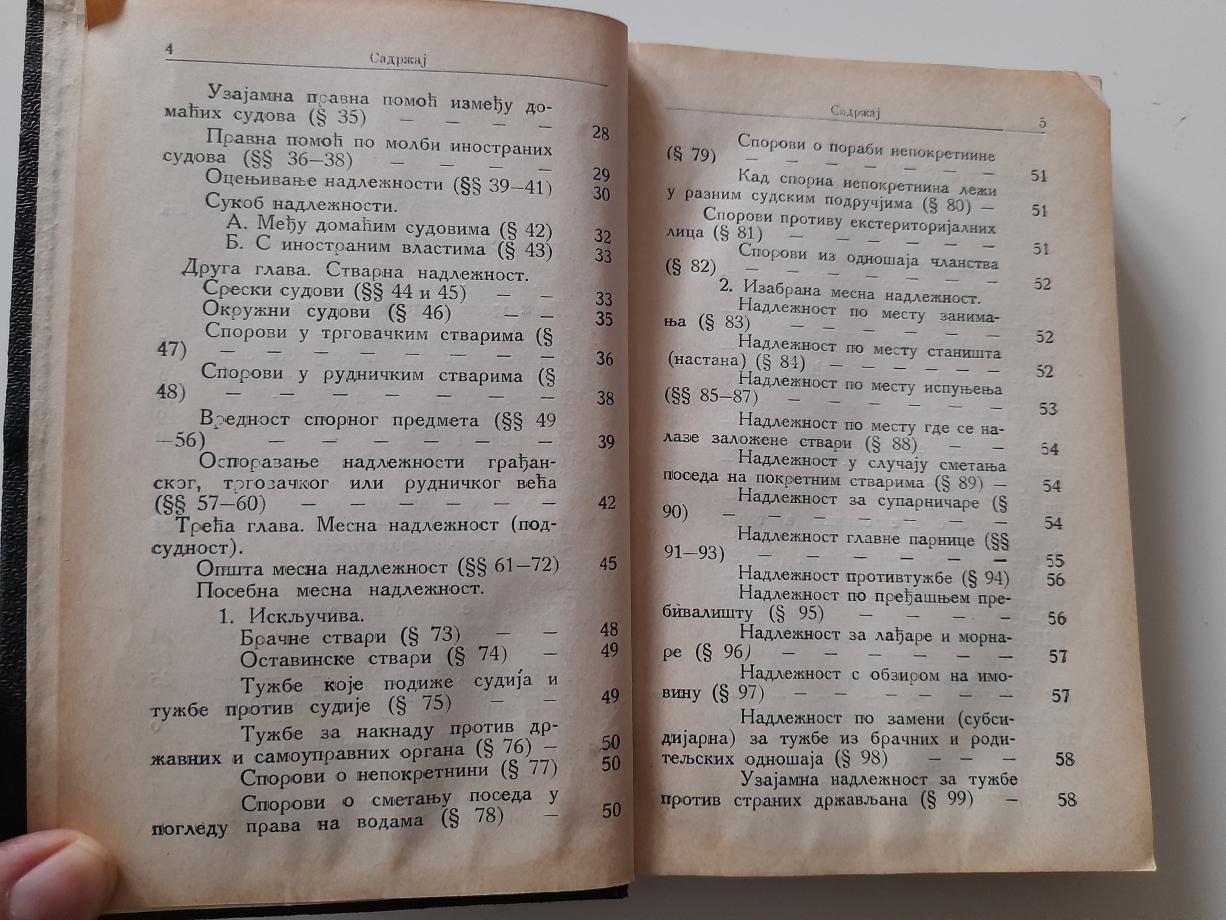 4
Садржај
Узајамна правна помоћ између до-
маћих судова (§ 35) — — — — 28
Правна помоћ по молби иностраних
судова (§§ 36—38) — — — — 29
Оцењивање надлежности (§§ 39—41) 30
Сукоб надлежности.
А. Међу домаћим судовима (§ 42) 32
Б. С иностраним властима (§ 43) 33
Друга глава. Стварна надлежност.
Срески судови (§§ 44 и 45) — — 33
Окружни судови (§ 46) — — 35
Спорови у трговачким стварима (§
47) — — — — — — — 36
Спорови у рудничким стварима (§
48) — — — — — — — 38
Вредност спорног предмета (§§ 49
—56) — — — — — — 39
Оспоразање надлежности грађан-
ског, тргозачког или рудничког већа
(§§ 57—60) — — — — — — 42
Трећа глава. Месна надлежност (под-
судност).
Општа месна надлежност (§§ 61—72) 45
Посебна месна надлежност.
1. Искључива.
Брачне ствари (§ 73) — — 48
Оставинске ствари (§ 74) — 49
Тужбе које подиже судија и
тужбе против судије (§ 75) — — 49
Тужбе за накнаду против др-
жавних и самоуправних органа (§ 76) — 50
Спорови о непокретнини (§ 77) 50
Спорови о сметању поседа у
погледу права на водама (§ 78) — 50
Садржај
5
Спорови о пораби непокретнине
(§ 79) — — — — — — — 51
Кад спорна непокретнина лежи
у разним судским подручјима (§ 80) — 51
Спорови противу екстериторијалних
лица (§ 81) — — — — — — 51
Спорови из одношаја чланства
(§ 82) — — — — — — — 52
2. Изабрана месна надлежност.
Надлежност по месту занима-
ња (§ 83) — — — — — — 52
Надлежност по месту станишта
(настана) (§ 84) — — — — — — 52
Надлежност по месту испуњења
(§§ 85—87) — — — — — — 53
Надлежност по месту где се на-
лазе заложене ствари (§ 88) — — 54
Надлежност у случају сметања
поседа на покретним стварима (§ 89) — 54
Надлежност за супарничаре (§
90) — — — — — — — 54
Надлежност главне парнице (§§
91—93) — — — — — — 55
Надлежност противтужбе (§ 94) 56
Надлежност по пређашњем пре-
бивалишту (§ 95) — — — — 56
Надлежност за лађаре и морна-
ре (§ 96) — — — — — — 57
Надлежност с обзиром на имо-
вину (§ 97) — — — — — — 57
Надлежност по замени (субси-
дијарна) за тужбе из брачних и роди-
тељских одношаја (§ 98) — — — 58
Узајамна надлежност за тужбе
против страних држављана (§ 99) — 58